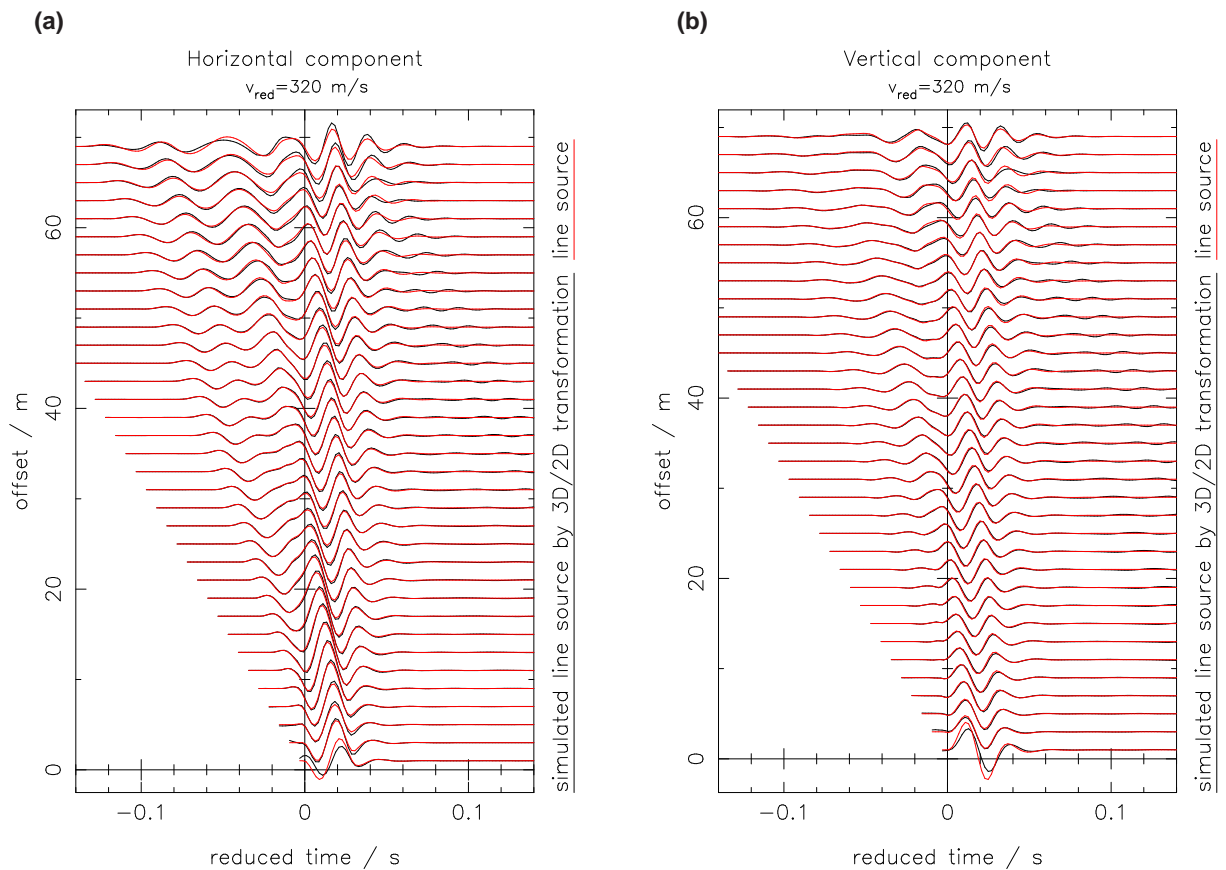 (a)
Horizontal component
v_red=320 m/s
offset / m
0
20
40
60
−0.1
0
0.1
reduced time / s
simulated line source by 3D/2D transformation
line source
(b)
Vertical component
v_red=320 m/s
offset / m
0
20
40
60
−0.1
0
0.1
reduced time / s
simulated line source by 3D/2D transformation
line source